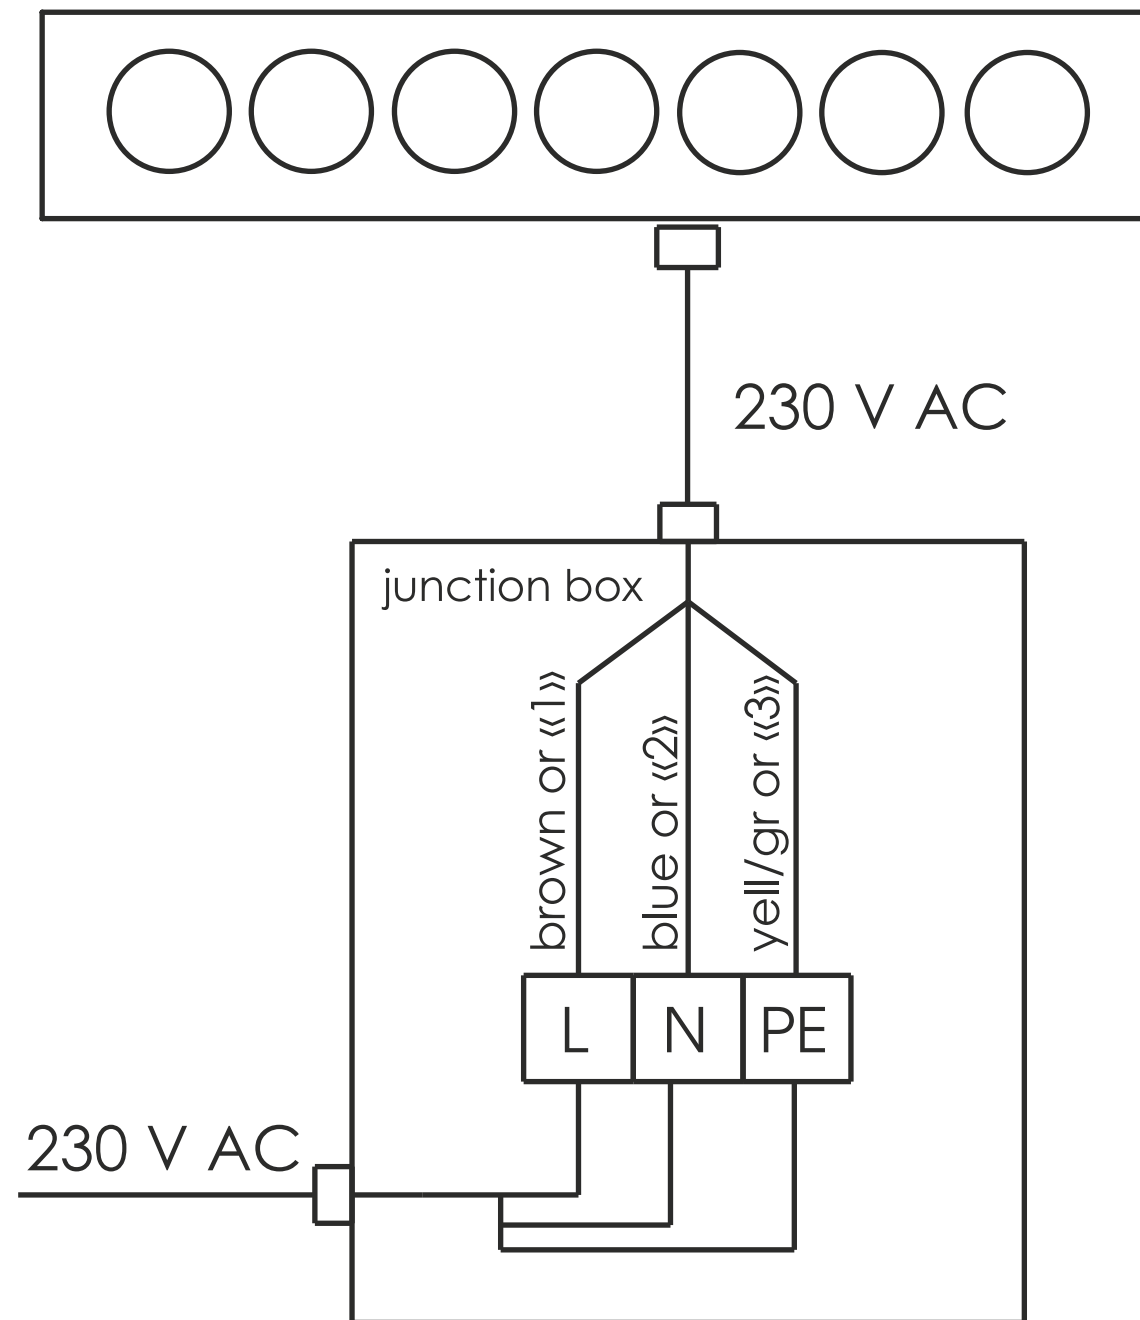 230 V AC
junction box
brown or «1»
blue or «2»
yell/gr or «3»
L
N
PE
230 V AC